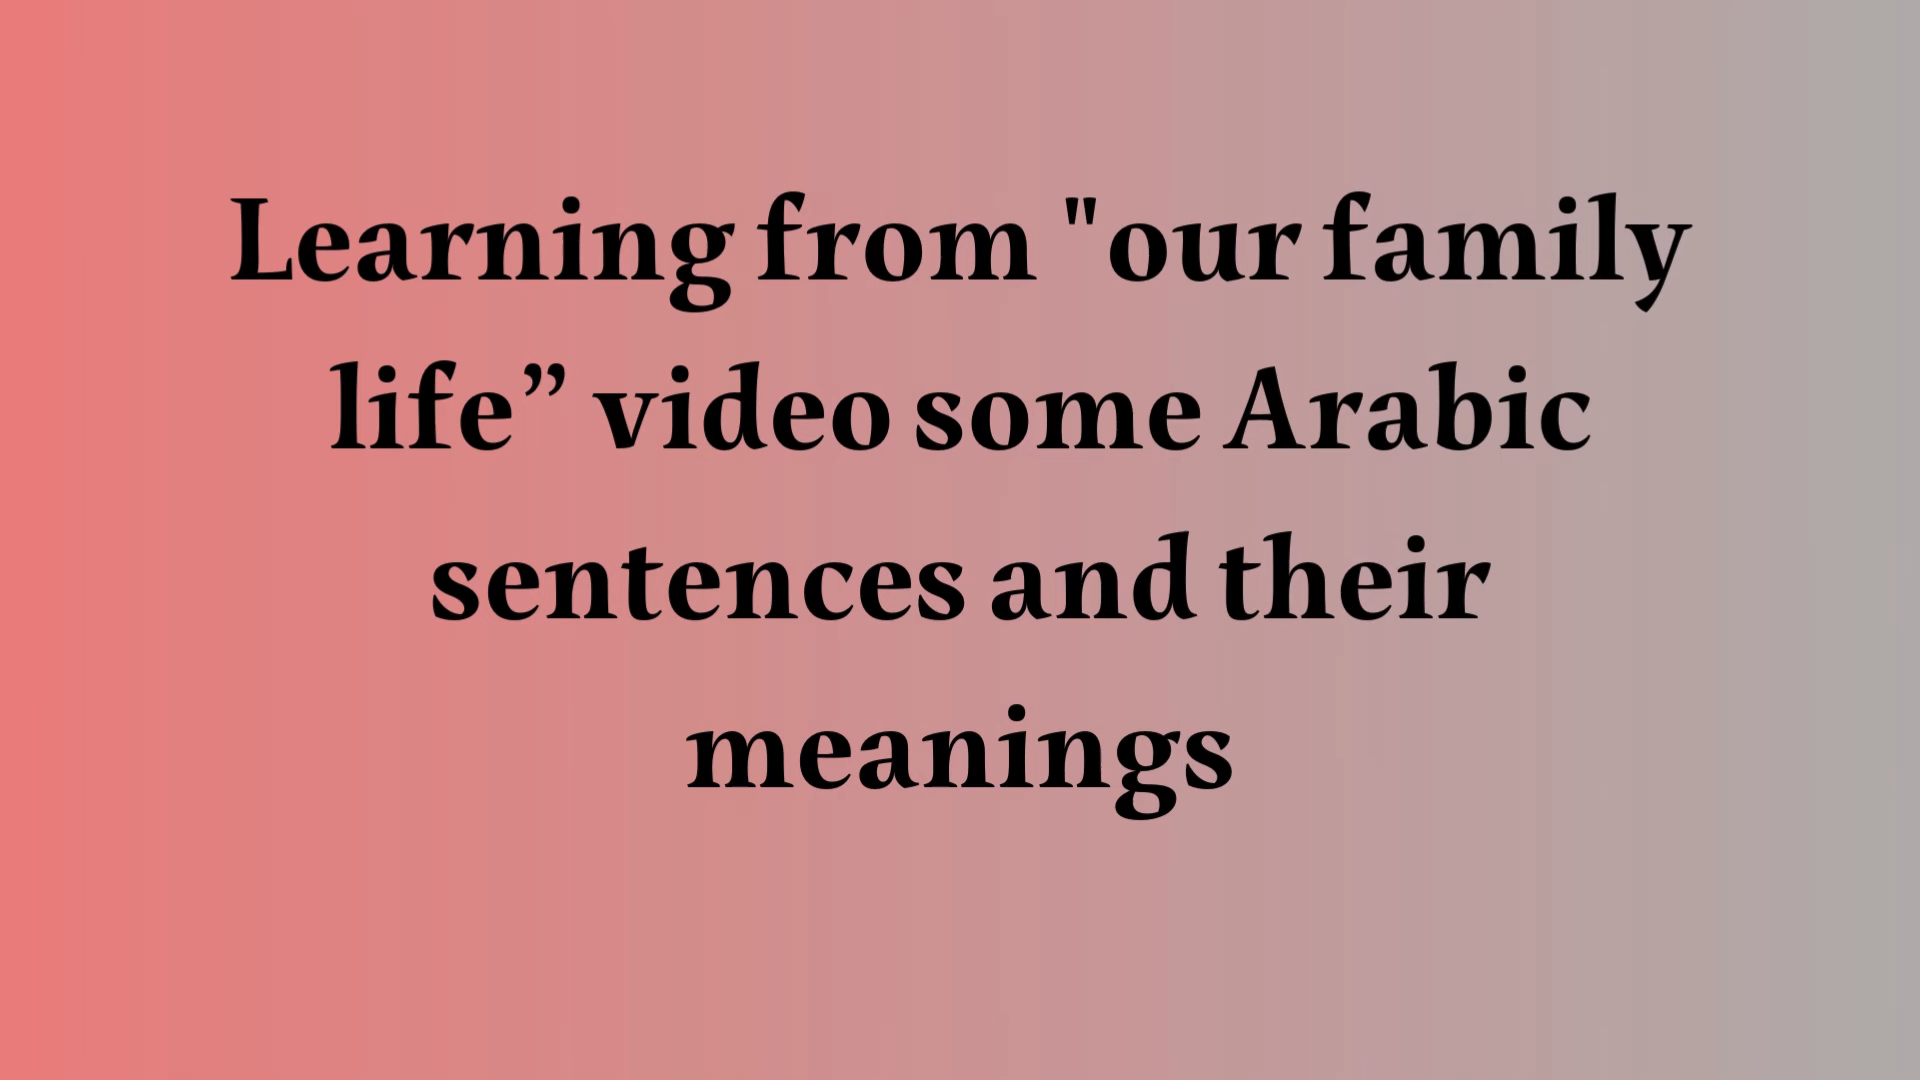 Learning from "our family
life” video some Arabic
sentences and their
meanings